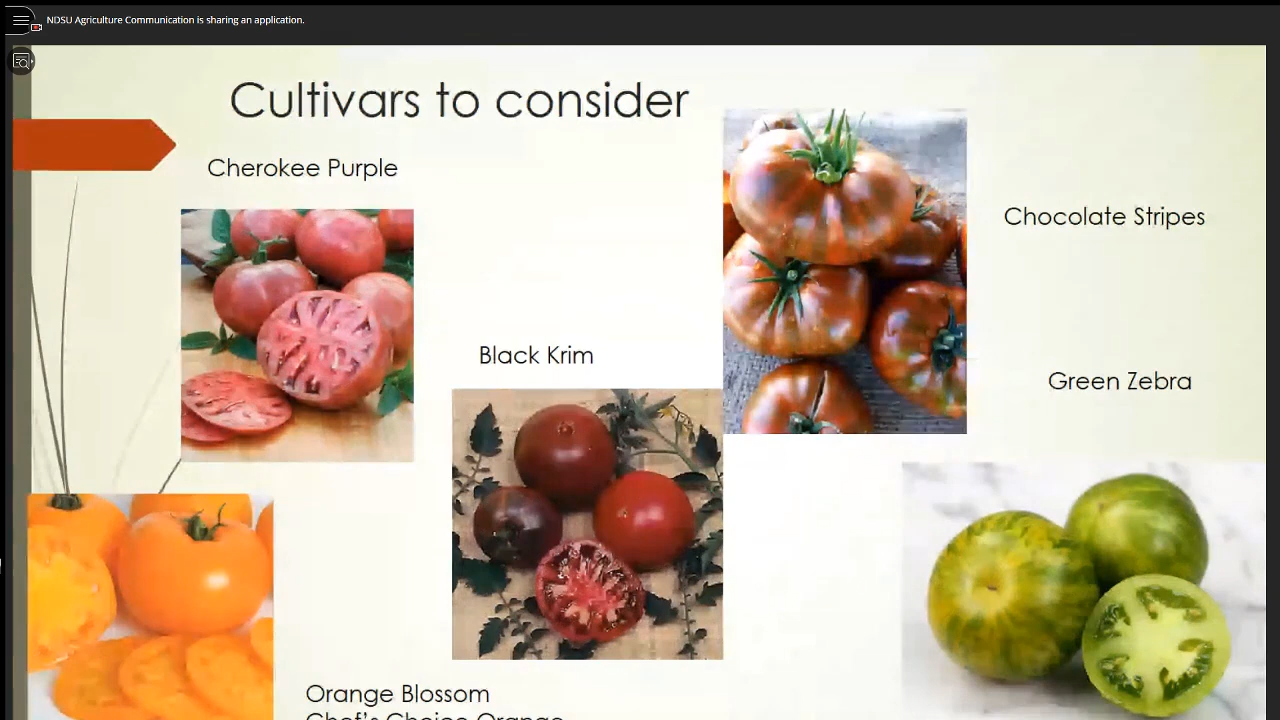 NDSU Agriculture Communication is sharing an application.
Cultivars to consider
Cherokee Purple
Chocolate Stripes
Black Krim
Green Zebra
Orange Blossom
Chef's Choice Orange